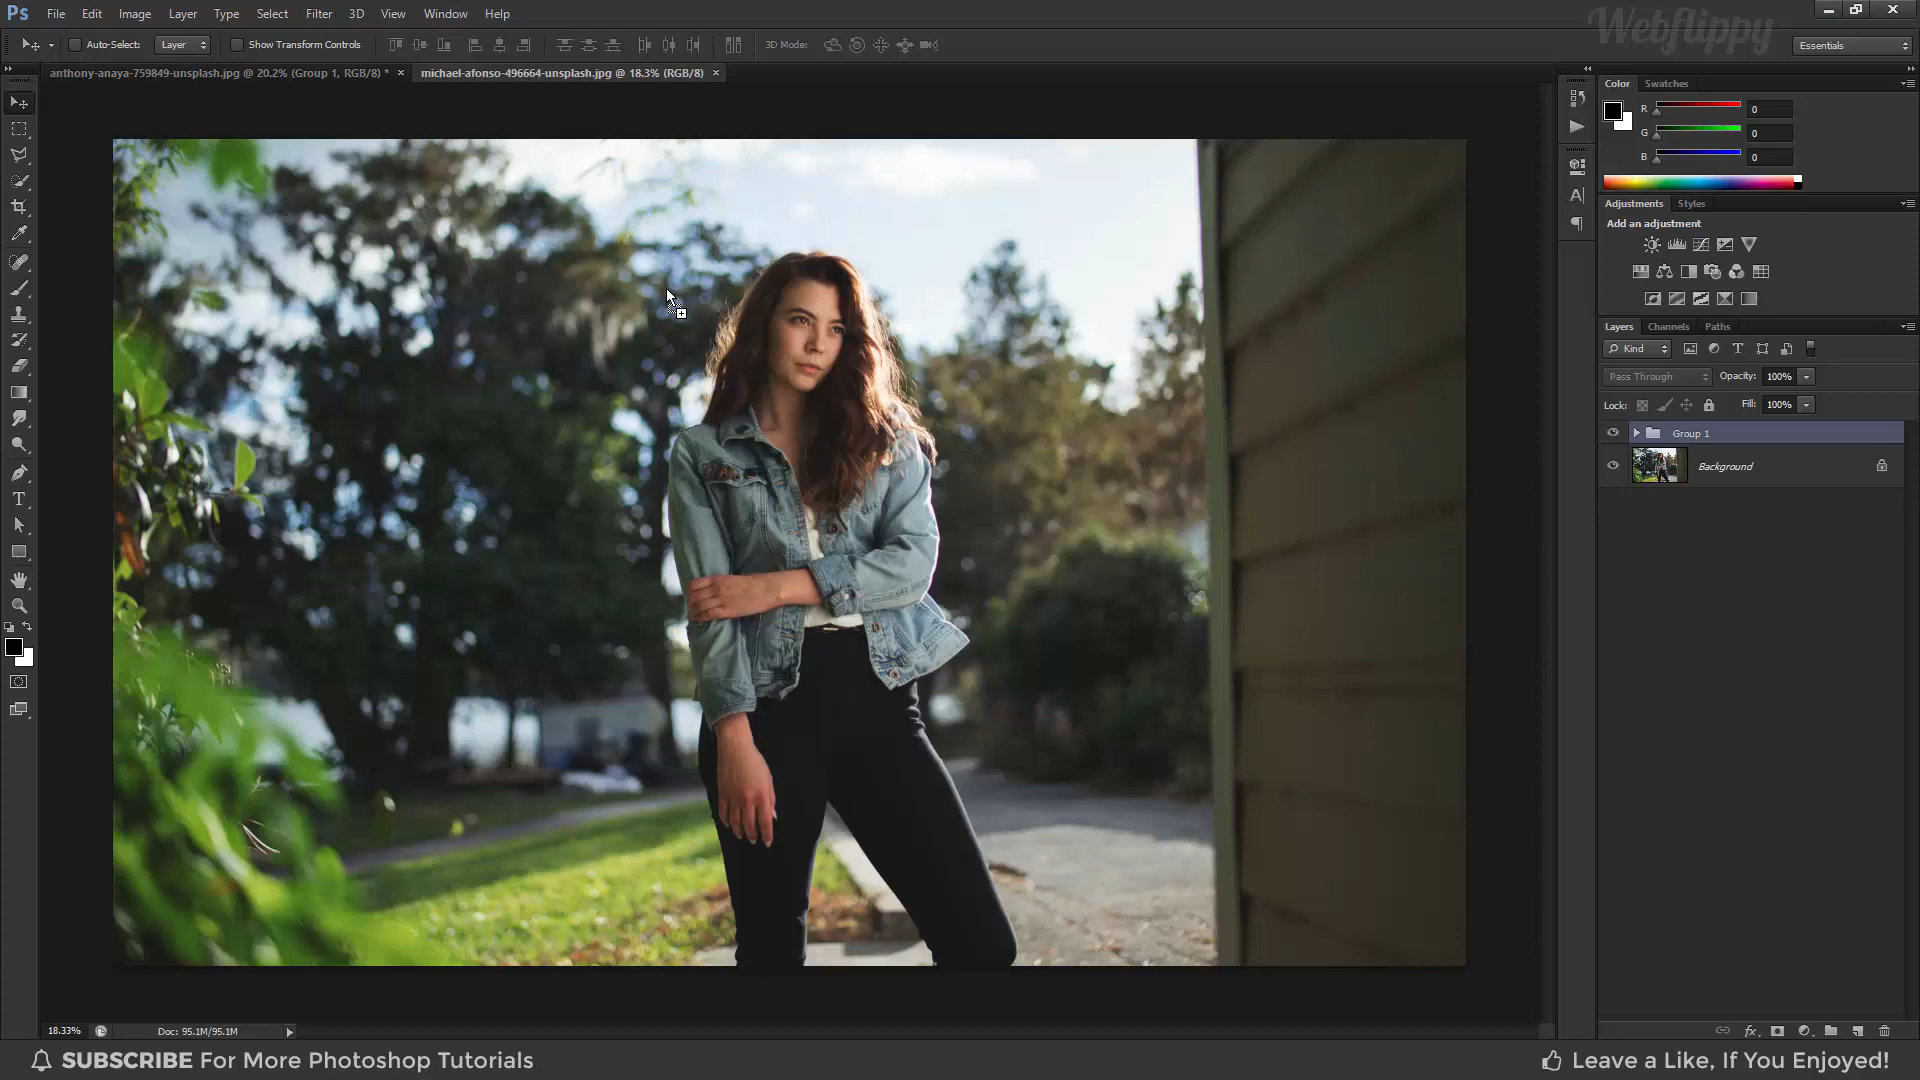 Ps File Edit Image Layer Type Select Filter 3D View Window Help
Webflippy
Auto-Select: Layer Show Transform Controls 3D Mode: Essentials
anthony-anaya-759849-unsplash.jpg @ 20.2% (Group 1, RGB/8) * × michael-afonso-496664-unsplash.jpg @ 18.3% (RGB/8) ×
Color Swatches
R 0
G 0
B 0
Adjustments Styles
Add an adjustment
Layers Channels Paths
Kind
Pass Through Opacity: 100%
Lock: Fill: 100%
Group 1
Background
18.33% Doc: 95.1M/95.1M
SUBSCRIBE For More Photoshop Tutorials
Leave a Like, If You Enjoyed!